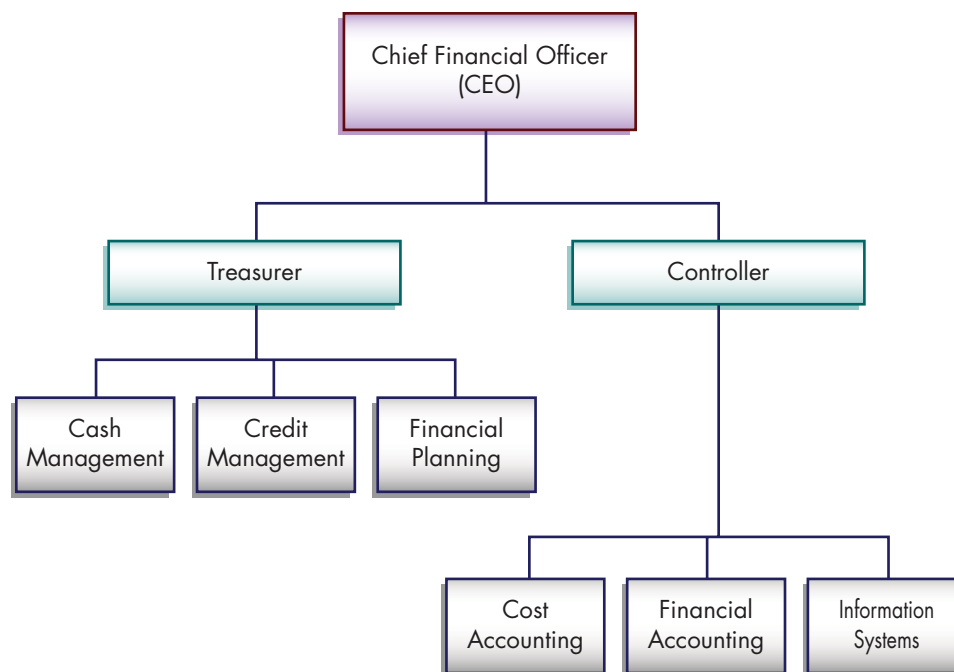 Chief Financial Officer
(CEO)
Treasurer
Controller
Cash
Management
Credit
Management
Financial
Planning
Cost
Accounting
Financial
Accounting
Information
Systems